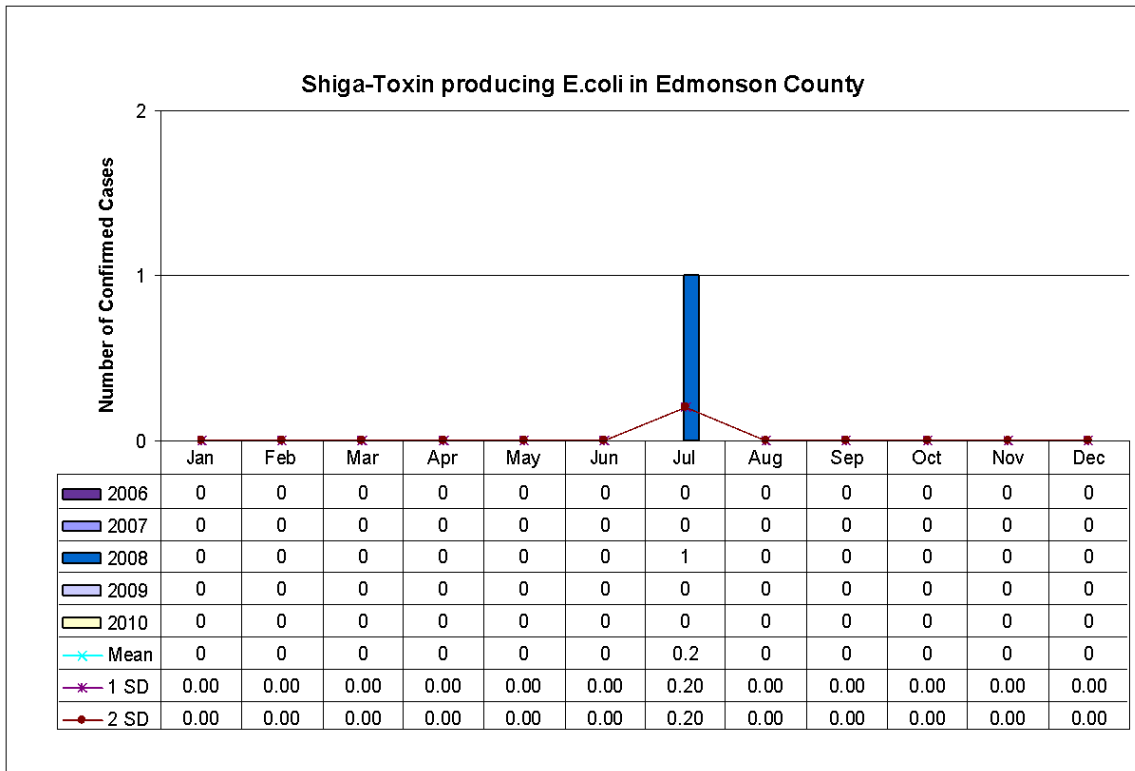 Shiga-Toxin producing E.coli in Edmonson County
Number of Confirmed Cases
2
1
0
Jan Feb Mar Apr May Jun Jul Aug Sep Oct Nov Dec
2006 0 0 0 0 0 0 0 0 0 0 0 0
2007 0 0 0 0 0 0 0 0 0 0 0 0
2008 0 0 0 0 0 0 1 0 0 0 0 0
2009 0 0 0 0 0 0 0 0 0 0 0 0
2010 0 0 0 0 0 0 0 0 0 0 0 0
Mean 0 0 0 0 0 0 0.2 0 0 0 0 0
1 SD 0.00 0.00 0.00 0.00 0.00 0.00 0.20 0.00 0.00 0.00 0.00 0.00
2 SD 0.00 0.00 0.00 0.00 0.00 0.00 0.20 0.00 0.00 0.00 0.00 0.00